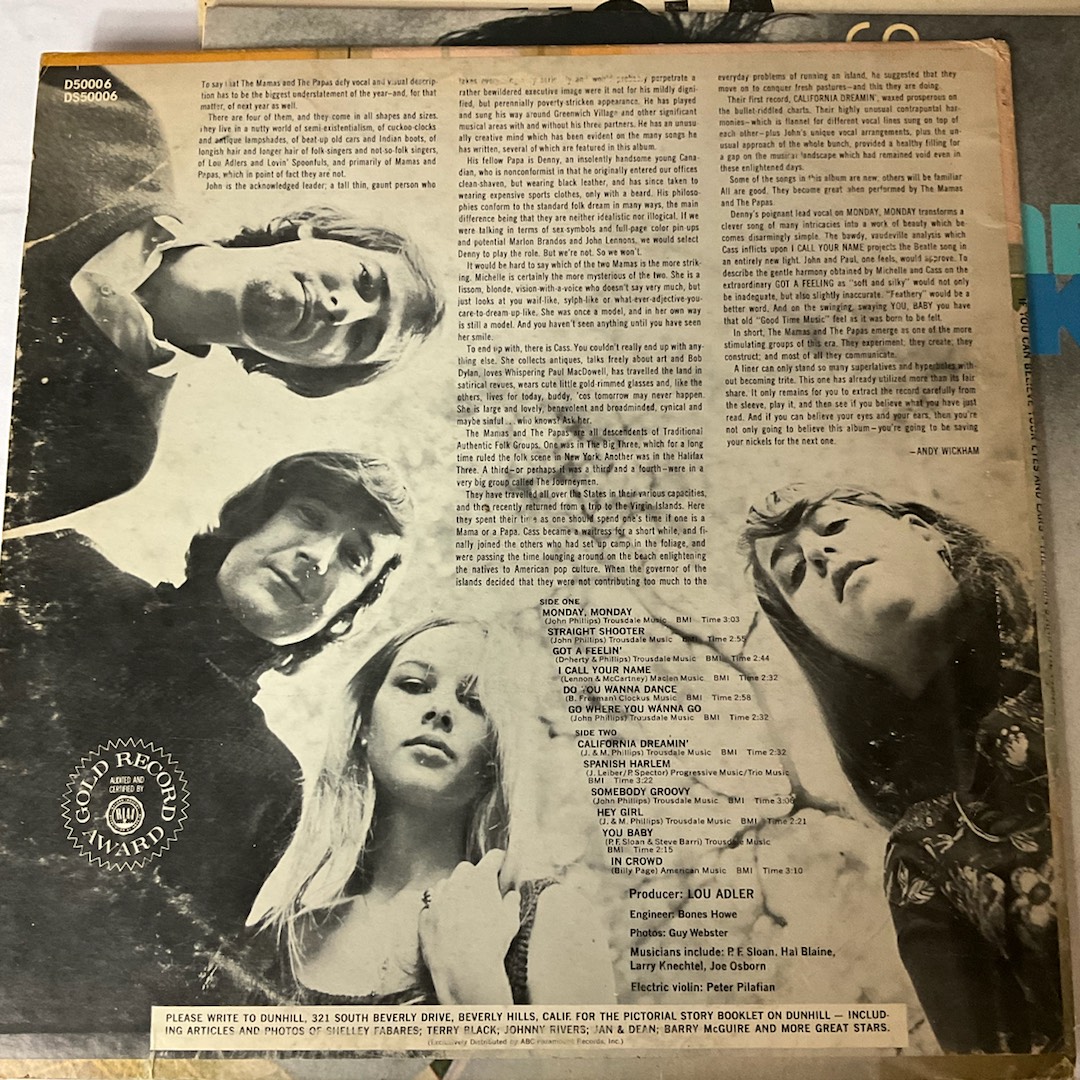 D50006
DS50006
To say that The Mamas and The Papas defy vocal and visual descrip-
tion has to be the biggest understatement of the year—and, for that
matter, of next year as well.
There are four of them, and they come in all shapes and sizes.
They live in a nutty world of semi-existentialism, of cuckoo-clocks
and antique lampshades, of beat-up old cars and Indian boots, of
longish hair and longer hair of folk-singers and not-so-folk singers,
of Lou Adlers and Lovin' Spoonfuls, and primarily of Mamas and
Papas, which in point of fact they are not.
John is the acknowledged leader; a tall thin, gaunt person who
takes and would probably perpetrate a
rather bewildered executive image were it not for his mildly digni-
fied, but perennially poverty-stricken appearance. He has played
and sung his way around Greenwich Village and other significant
musical areas with and without his three partners. He has an unusu-
ally creative mind which has been evident on the many songs he
has written, several of which are featured in this album.
His fellow Papa is Denny, an insolently handsome young Cana-
dian, who is nonconformist in that he originally entered our offices
clean-shaven, but wearing black leather, and has since taken to
wearing expensive sports clothes, only with a beard. His philoso-
phies conform to the standard folk dream in many ways, the main
difference being that they are neither idealistic nor illogical. If we
were talking in terms of sex-symbols and full-page color pin-ups
and potential Marlon Brandos and John Lennons, we would select
Denny to play the role. But we're not. So we won't.
It would be hard to say which of the two Mamas is the more strik-
ing. Michelle is certainly the more mysterious of the two. She is a
lissom, blonde, vision-with-a-voice who doesn't say very much, but
just looks at you waif-like, sylph-like or what-ever-adjective-you-
care-to-dream-up-like. She was once a model, and in her own way
is still a model. And you haven't seen anything until you have seen
her smile.
To end up with, there is Cass. You couldn't really end up with any-
thing else. She collects antiques, talks freely about art and Bob
Dylan, loves Whispering Paul MacDowell, has travelled the land in
satirical revues, wears cute little gold-rimmed glasses and, like the
others, lives for today, buddy, 'cos tomorrow may never happen.
She is large and lovely, benevolent and broadminded, cynical and
maybe sinful... who knows? Ask her.
The Mamas and The Papas are all descendents of Traditional
Authentic Folk Groups. One was in The Big Three, which for a long
time ruled the folk scene in New York. Another was in the Halifax
Three. A third—or perhaps it was a third and a fourth—were in a
very big group called The Journeymen.
They have travelled all over the States in their various capacities,
and they recently returned from a trip to the Virgin Islands. Here
they spent their time as one should spend one's time if one is a
Mama or a Papa. Cass became a waitress for a short while, and fi-
nally joined the others who had set up camp in the foliage, and
were passing the time lounging around on the beach enlightening
the natives to American pop culture. When the governor of the
islands decided that they were not contributing too much to the
everyday problems of running an island, he suggested that they
move on to conquer fresh pastures—and this they are doing.
Their first record, CALIFORNIA DREAMIN', waxed prosperous on
the bullet-riddled charts. Their highly unusual contrapuntal har-
monies—which is flannel for different vocal lines sung on top of
each other—plus John's unique vocal arrangements, plus the un-
usual approach of the whole bunch, provided a healthy filling for
a gap on the musical landscape which had remained void even in
these enlightened days.
Some of the songs in this album are new; others will be familiar
All are good. They become great when performed by The Mamas
and The Papas.
Denny's poignant lead vocal on MONDAY, MONDAY transforms a
clever song of many intricacies into a work of beauty which be-
comes disarmingly simple. The bawdy, vaudeville analysis which
Cass inflicts upon I CALL YOUR NAME projects the Beatle song in
an entirely new light. John and Paul, one feels, would approve. To
describe the gentle harmony obtained by Michelle and Cass on the
extraordinary GOT A FEELING as "soft and silky" would not only
be inadequate, but also slightly inaccurate. "Feathery" would be a
better word. And on the swinging, swaying YOU, BABY you have
that old "Good Time Music" feel as it was born to be felt.
In short, The Mamas and The Papas emerge as one of the more
stimulating groups of this era. They experiment; they create; they
construct; and most of all they communicate.
A liner can only stand so many superlatives and hyperboles with-
out becoming trite. This one has already utilized more than its fair
share. It only remains for you to extract the record carefully from
the sleeve, play it, and then see if you believe what you have just
read. And if you can believe your eyes and your ears, then you're
not only going to believe this album—you're going to be saving
your nickels for the next one.
—ANDY WICKHAM
SIDE ONE
MONDAY, MONDAY
(John Phillips) Trousdale Music BMI Time 3:03
STRAIGHT SHOOTER
(John Phillips) Trousdale Music BMI Time 2:55
GOT A FEELIN'
(Doherty & Phillips) Trousdale Music BMI Time 2:44
I CALL YOUR NAME
(Lennon & McCartney) Maclen Music BMI Time 2:32
DO YOU WANNA DANCE
(B. Freeman) Clockus Music BMI Time 2:58
GO WHERE YOU WANNA GO
(John Phillips) Trousdale Music BMI Time 2:32
SIDE TWO
CALIFORNIA DREAMIN'
(J. & M. Phillips) Trousdale Music BMI Time 2:32
SPANISH HARLEM
(J. Leiber/P. Spector) Progressive Music/Trio Music
BMI Time 3:22
SOMEBODY GROOVY
(John Phillips) Trousdale Music BMI Time 3:06
HEY GIRL
(J. & M. Phillips) Trousdale Music BMI Time 2:21
YOU BABY
(P.F. Sloan & Steve Barri) Trousdale Music
BMI Time 2:15
IN CROWD
(Billy Page) American Music BMI Time 3:10
Producer: LOU ADLER
Engineer: Bones Howe
Photos: Guy Webster
Musicians include: P. F. Sloan, Hal Blaine,
Larry Knechtel, Joe Osborn
Electric violin: Peter Pilafian
GOLD RECORD
AUDITED AND
CERTIFIED BY
RIAA
AWARD
PLEASE WRITE TO DUNHILL, 321 SOUTH BEVERLY DRIVE, BEVERLY HILLS, CALIF. FOR THE PICTORIAL STORY BOOKLET ON DUNHILL — INCLUD-
ING ARTICLES AND PHOTOS OF SHELLEY FABARES; TERRY BLACK; JOHNNY RIVERS; JAN & DEAN; BARRY McGUIRE AND MORE GREAT STARS.
(Exclusively Distributed by ABC-Paramount Records, Inc.)
IF YOU CAN BELIEVE YOUR EYES AND EARS